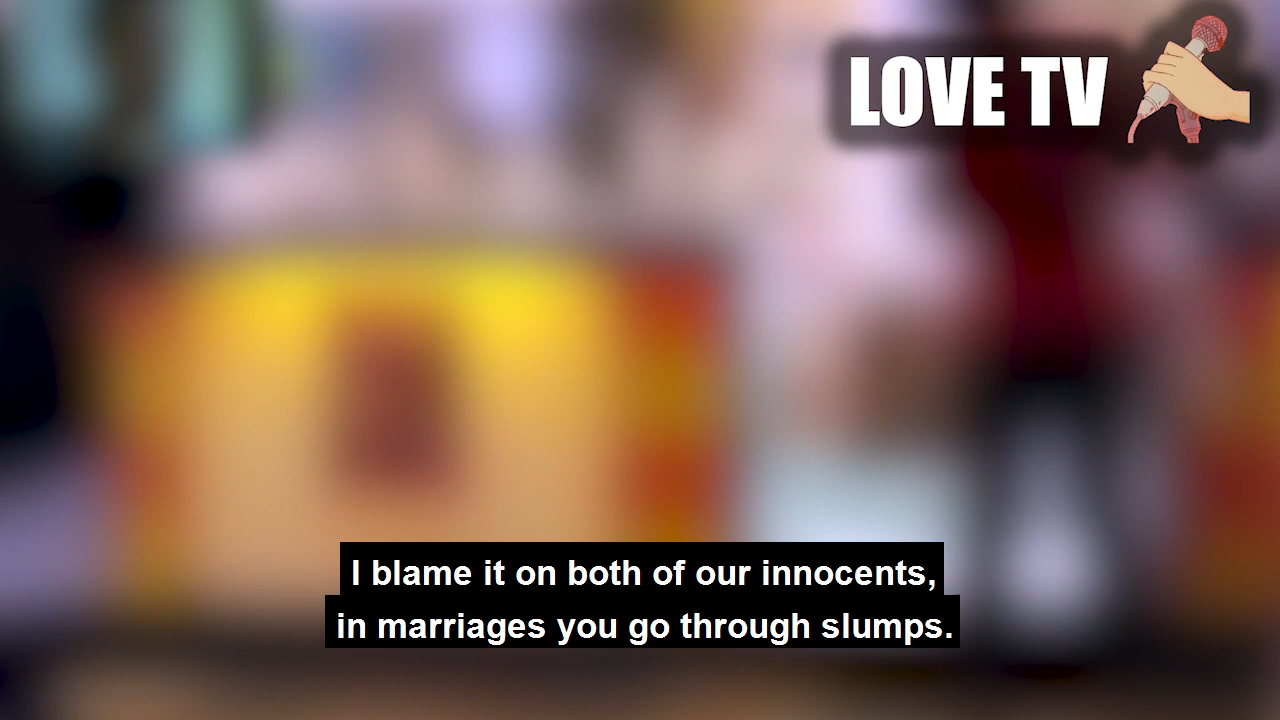 LOVE TV
I blame it on both of our innocents,
in marriages you go through slumps.